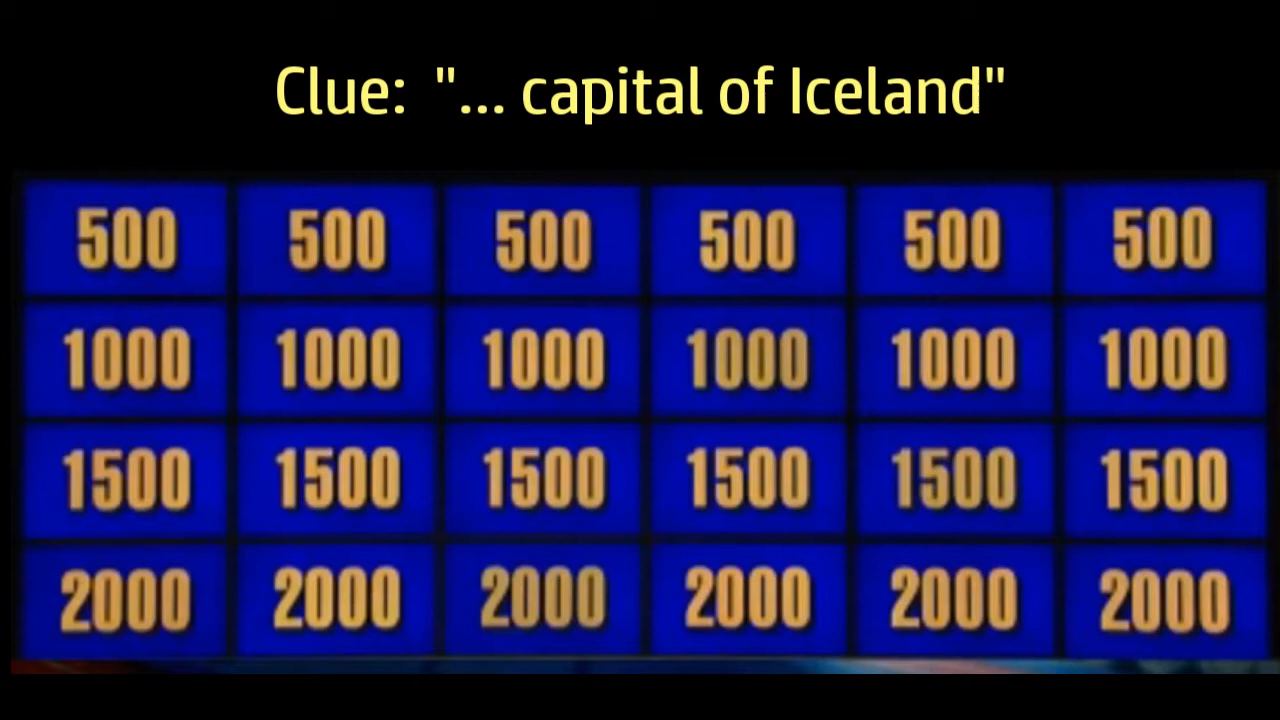 Clue: "... capital of Iceland"
500 500 500 500 500 500
1000 1000 1000 1000 1000 1000
1500 1500 1500 1500 1500 1500
2000 2000 2000 2000 2000 2000